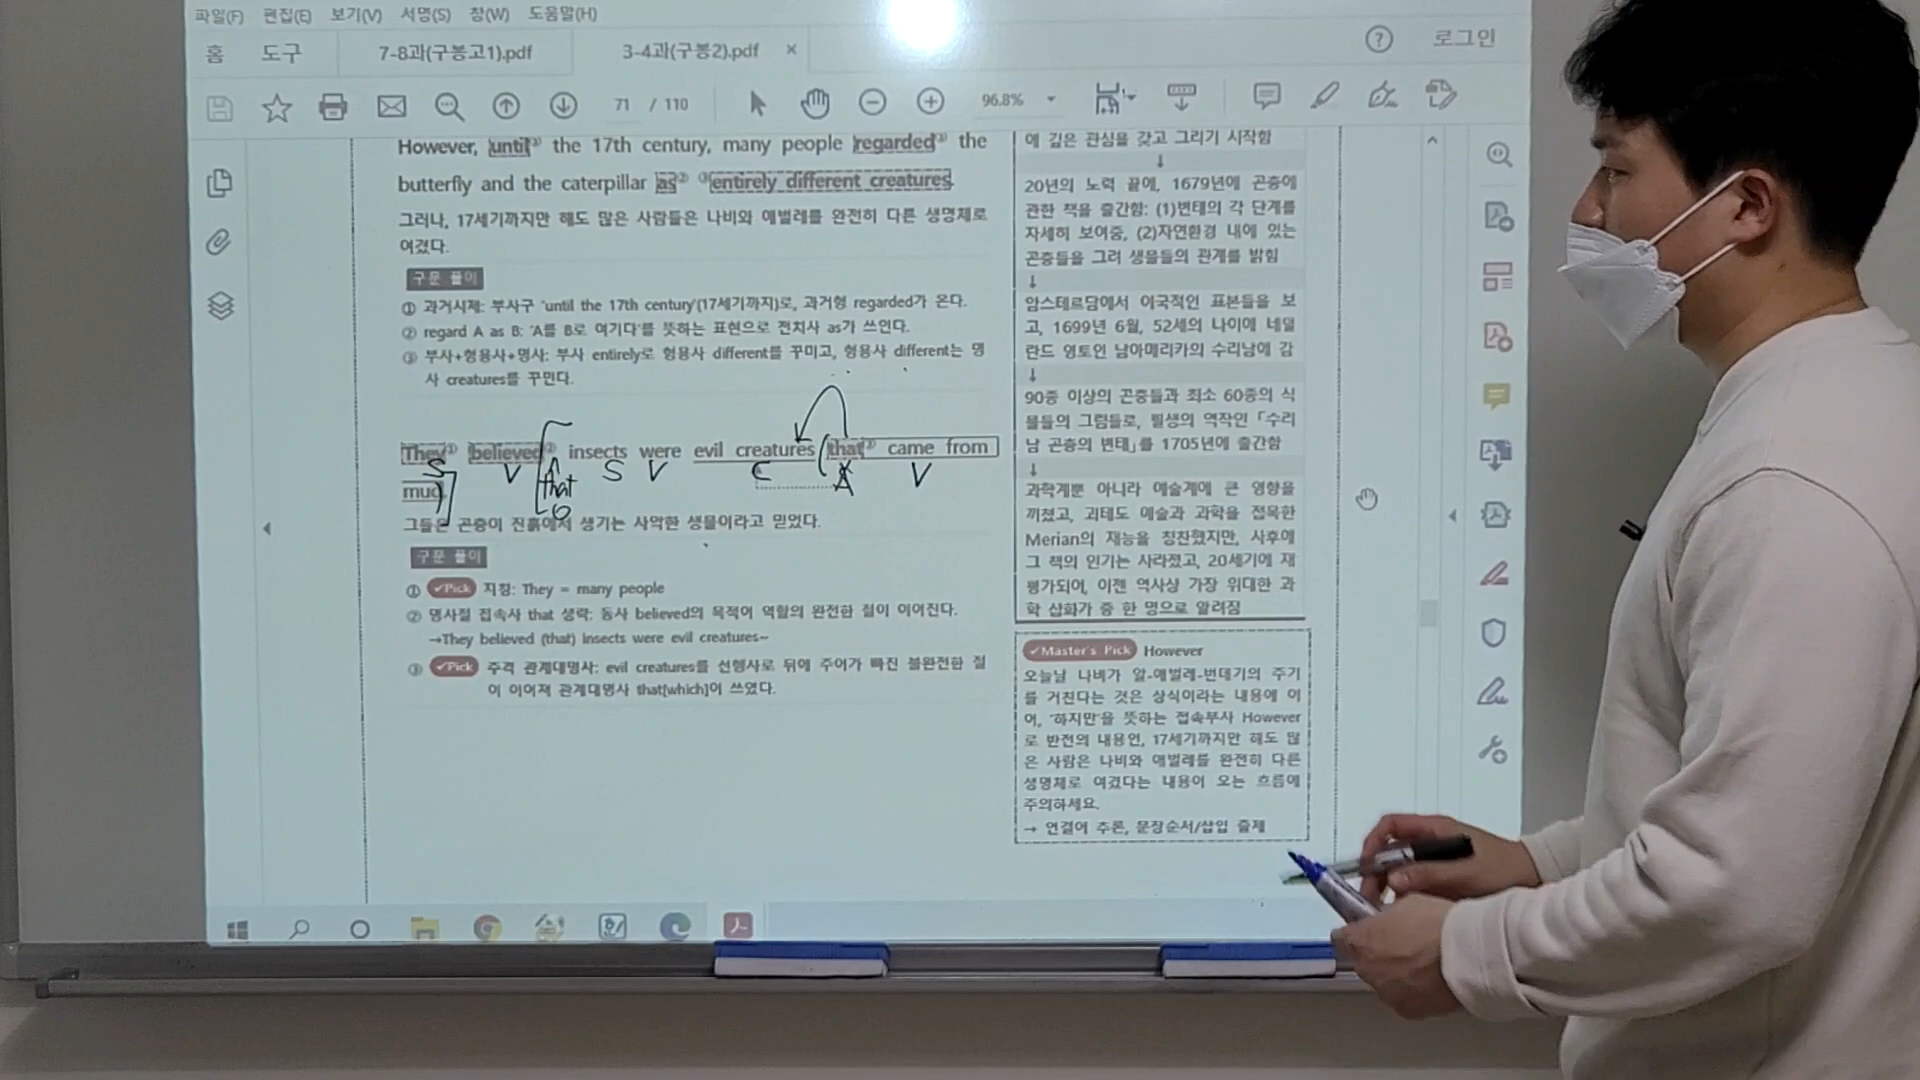 파일(F) 편집(E) 보기(V) 서명(S) 창(W) 도움말(H)
홈 도구 7-8과(구봉고1).pdf 3-4과(구봉2).pdf × ? 로그인
71 / 110 96.8%
However, until① the 17th century, many people regarded① the
butterfly and the caterpillar as② ③entirely different creatures.
그러나, 17세기까지만 해도 많은 사람들은 나비와 애벌레를 완전히 다른 생명체로
여겼다.
구문 풀이
① 과거시제: 부사구 'until the 17th century'(17세기까지)로, 과거형 regarded가 온다.
② regard A as B: 'A를 B로 여기다'를 뜻하는 표현으로 전치사 as가 쓰인다.
③ 부사+형용사+명사: 부사 entirely로 형용사 different를 꾸미고, 형용사 different는 명
사 creatures를 꾸민다.
They① believed② insects were evil creatures (that③ came from
S V that S V C V
mud.
그들은 곤충이 진흙에서 생기는 사악한 생물이라고 믿었다.
구문 풀이
① ✓Pick 지칭: They = many people
② 명사절 접속사 that 생략: 동사 believed의 목적어 역할의 완전한 절이 이어진다.
→They believed (that) insects were evil creatures~
③ ✓Pick 주격 관계대명사: evil creatures를 선행사로 뒤에 주어가 빠진 불완전한 절
이 이어져 관계대명사 that[which]이 쓰였다.
에 깊은 관심을 갖고 그리기 시작함
↓
20년의 노력 끝에, 1679년에 곤충에
관한 책을 출간함: (1)변태의 각 단계를
자세히 보여줌, (2)자연환경 내에 있는
곤충들을 그려 생물들의 관계를 밝힘
↓
암스테르담에서 이국적인 표본들을 보
고, 1699년 6월, 52세의 나이에 네덜
란드 영토인 남아메리카의 수리남에 감
↓
90종 이상의 곤충들과 최소 60종의 식
물들의 그림들로, 필생의 역작인 「수리
남 곤충의 변태」를 1705년에 출간함
↓
과학계뿐 아니라 예술계에 큰 영향을
끼쳤고, 괴테도 예술과 과학을 접목한
Merian의 재능을 칭찬했지만, 사후에
그 책의 인기는 사라졌고, 20세기에 재
평가되어, 이젠 역사상 가장 위대한 과
학 삽화가 중 한 명으로 알려짐
✓Master's Pick However
오늘날 나비가 알-애벌레-번데기의 주기
를 거친다는 것은 상식이라는 내용에 이
어, '하지만'을 뜻하는 접속부사 However
로 반전의 내용인, 17세기까지만 해도 많
은 사람은 나비와 애벌레를 완전히 다른
생명체로 여겼다는 내용이 오는 흐름에
주의하세요.
→ 연결어 추론, 문장순서/삽입 출제